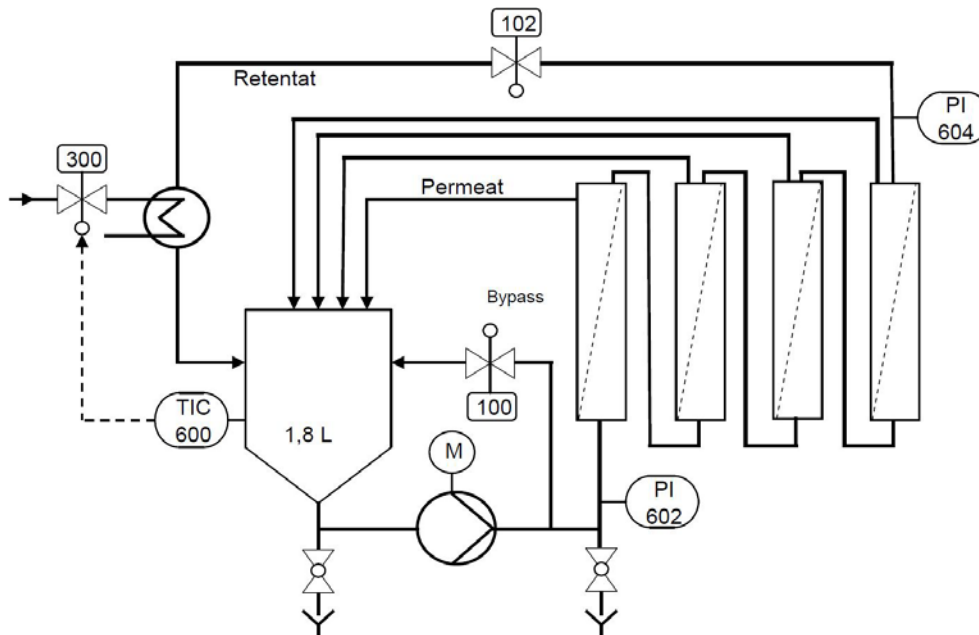 102
Retentat
PI
604
300
Permeat
Bypass
100
TIC
600
1,8 L
M
PI
602